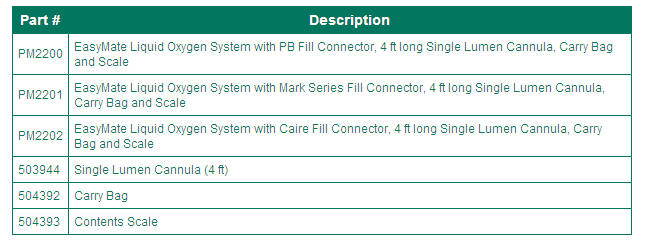 Part # Description
PM2200 EasyMate Liquid Oxygen System with PB Fill Connector, 4 ft long Single Lumen Cannula, Carry Bag
and Scale
PM2201 EasyMate Liquid Oxygen System with Mark Series Fill Connector, 4 ft long Single Lumen Cannula,
Carry Bag and Scale
PM2202 EasyMate Liquid Oxygen System with Caire Fill Connector, 4 ft long Single Lumen Cannula, Carry
Bag and Scale
503944 Single Lumen Cannula (4 ft)
504392 Carry Bag
504393 Contents Scale